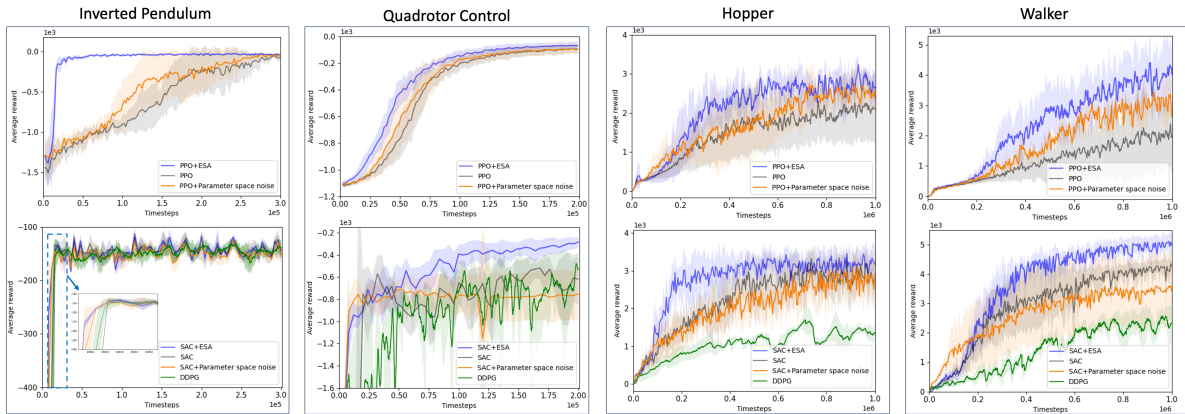 Inverted Pendulum
Quadrotor Control
Hopper
Walker
1e3
0.0
−0.5
−1.0
−1.5
Average reward
PPO+ESA
PPO
PPO+Parameter space noise
0.0 0.5 1.0 1.5 2.0 2.5 3.0
Timesteps
1e5
1e3
0.0
−0.2
−0.4
−0.6
−0.8
−1.0
−1.2
Average reward
PPO+ESA
PPO
PPO+Parameter space noise
0.00 0.25 0.50 0.75 1.00 1.25 1.50 1.75 2.00
Timesteps
1e5
1e3
4
3
2
1
0
Average reward
PPO+ESA
PPO
PPO+Parameter space noise
0.0 0.2 0.4 0.6 0.8 1.0
Timesteps
1e6
1e3
5
4
3
2
1
0
Average reward
PPO+ESA
PPO
PPO+Parameter space noise
0.0 0.2 0.4 0.6 0.8 1.0
Timesteps
1e6
−100
−200
−300
−400
Average reward
SAC+ESA
SAC
SAC+Parameter space noise
DDPG
0.0 0.5 1.0 1.5 2.0 2.5 3.0
Timesteps
1e5
1e3
−0.2
−0.4
−0.6
−0.8
−1.0
−1.2
−1.4
−1.6
Average reward
SAC+ESA
SAC
SAC+Parameter space noise
DDPG
0.00 0.25 0.50 0.75 1.00 1.25 1.50 1.75 2.00
Timesteps
1e5
1e3
4
3
2
1
0
Average reward
SAC+ESA
SAC
SAC+Parameter space noise
DDPG
0.0 0.2 0.4 0.6 0.8 1.0
Timesteps
1e6
1e3
5
4
3
2
1
0
Average reward
SAC+ESA
SAC
SAC+Parameter space noise
DDPG
0.0 0.2 0.4 0.6 0.8 1.0
Timesteps
1e6